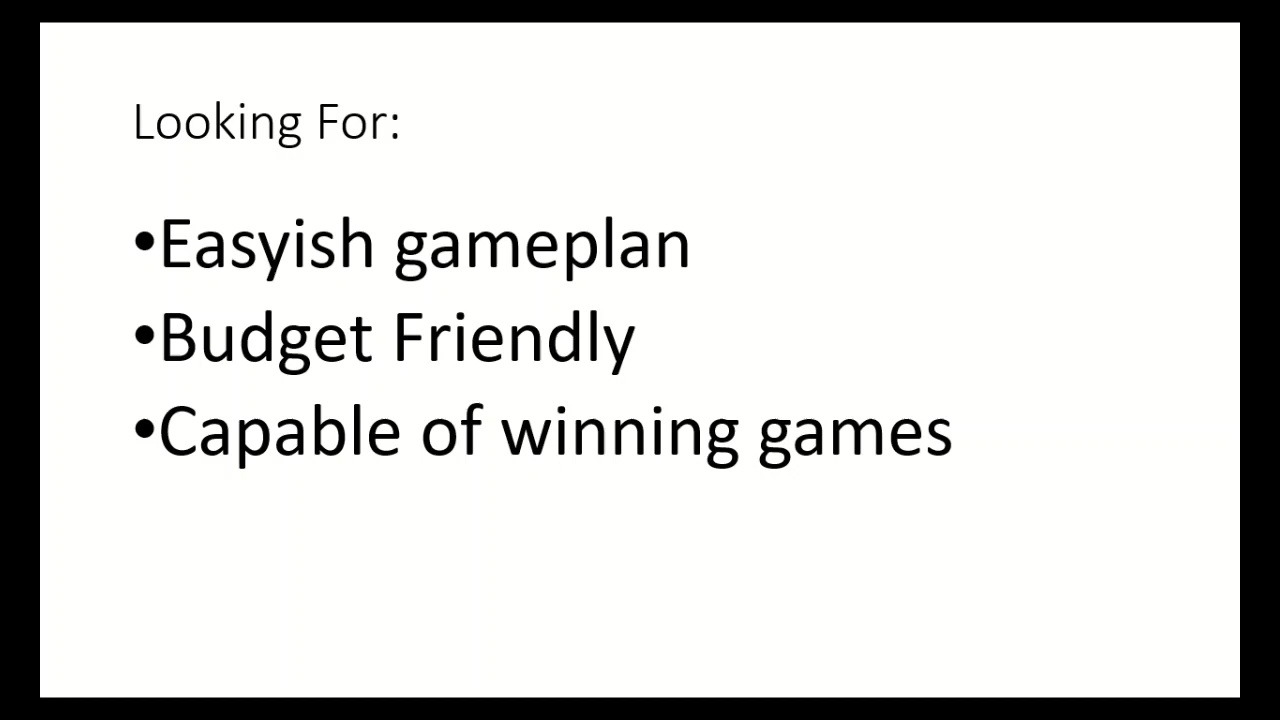 Looking For:
•Easyish gameplan
•Budget Friendly
•Capable of winning games